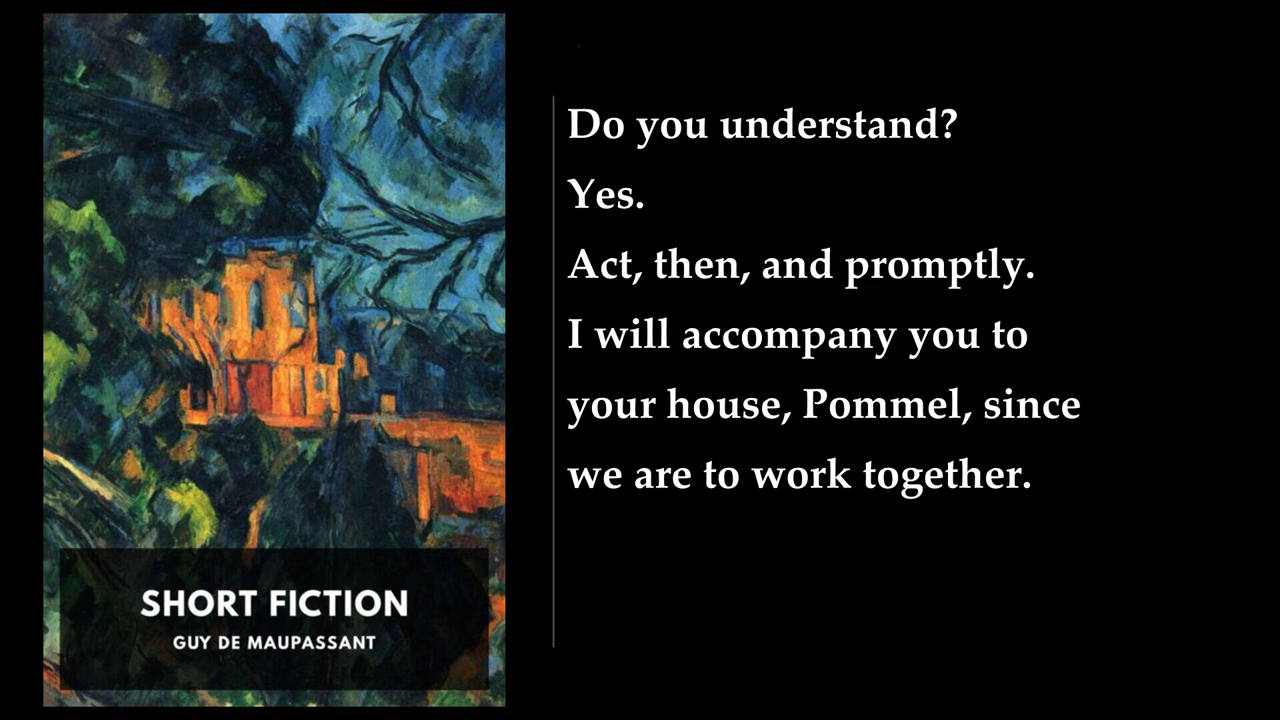 Do you understand?
Yes.
Act, then, and promptly.
I will accompany you to
your house, Pommel, since
we are to work together.
SHORT FICTION
GUY DE MAUPASSANT